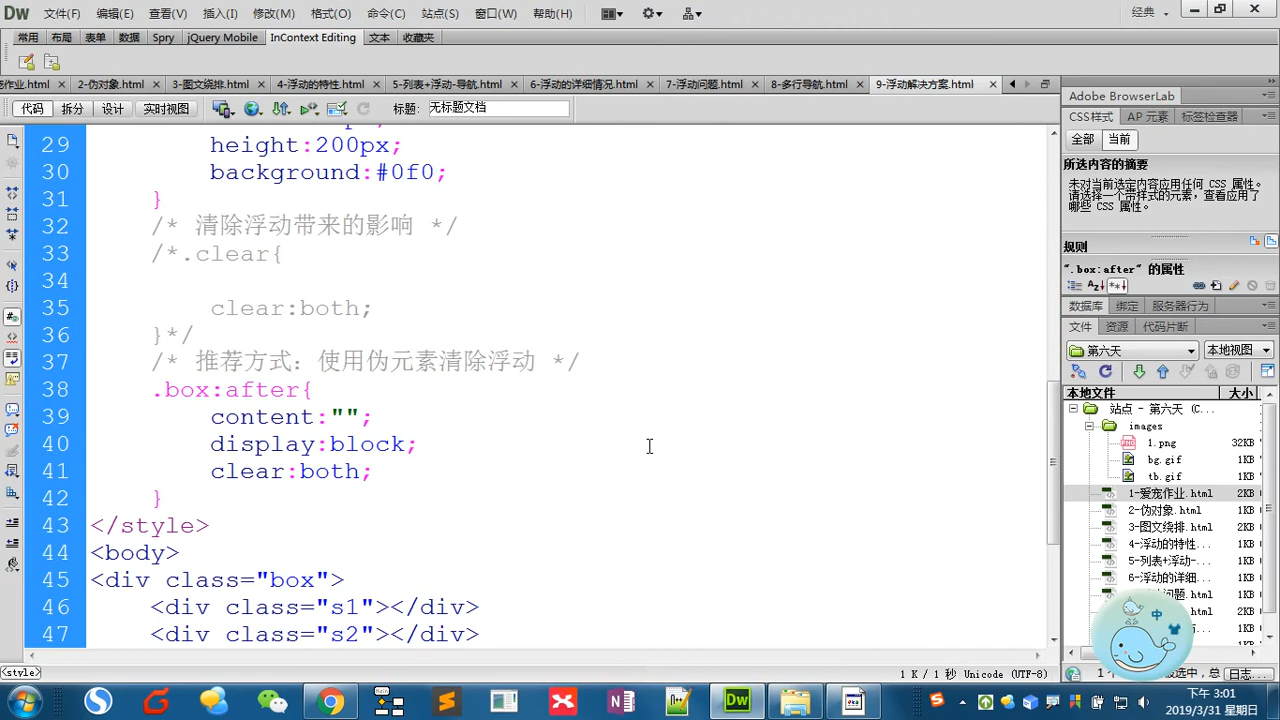 Dw 文件(F) 编辑(E) 查看(V) 插入(I) 修改(M) 格式(O) 命令(C) 站点(S) 窗口(W) 帮助(H) 经典
常用 布局 表单 数据 Spry jQuery Mobile InContext Editing 文本 收藏夹
作业.html 2-伪对象.html 3-图文绕排.html 4-浮动的特性.html 5-列表+浮动-导航.html 6-浮动的详细情况.html 7-浮动问题.html 8-多行导航.html 9-浮动解决方案.html
代码 拆分 设计 实时视图 标题: 无标题文档
29 height:200px;
30 background:#0f0;
31 }
32 /* 清除浮动带来的影响 */
33 /*.clear{
34
35 clear:both;
36 }*/
37 /* 推荐方式：使用伪元素清除浮动 */
38 .box:after{
39 content:"";
40 display:block;
41 clear:both;
42 }
43 </style>
44 <body>
45 <div class="box">
46 <div class="s1"></div>
47 <div class="s2"></div>
<style> 1 K / 1 秒 Unicode (UTF-8)
Adobe BrowserLab
CSS样式 AP 元素 标签检查器
全部 当前
所选内容的摘要
未对当前选定内容应用任何 CSS 属性。
请选择一个带样式的元素，查看应用了
哪些 CSS 属性。
规则
".box:after" 的属性
数据库 绑定 服务器行为
文件 资源 代码片断
第六天 本地视图
本地文件 大小
站点 - 第六天 (C...
images
1.png 32KB
bg.gif 1KB
tb.gif 1KB
1-爱宠作业.html 2KB
2-伪对象.html 1KB
3-图文绕排.html 1KB
4-浮动的特性... 1KB
5-列表+浮动-... 1KB
6-浮动的详细... 1KB
问题.html 1KB
中
日志...
Dw
下午 3:01
2019/3/31 星期日